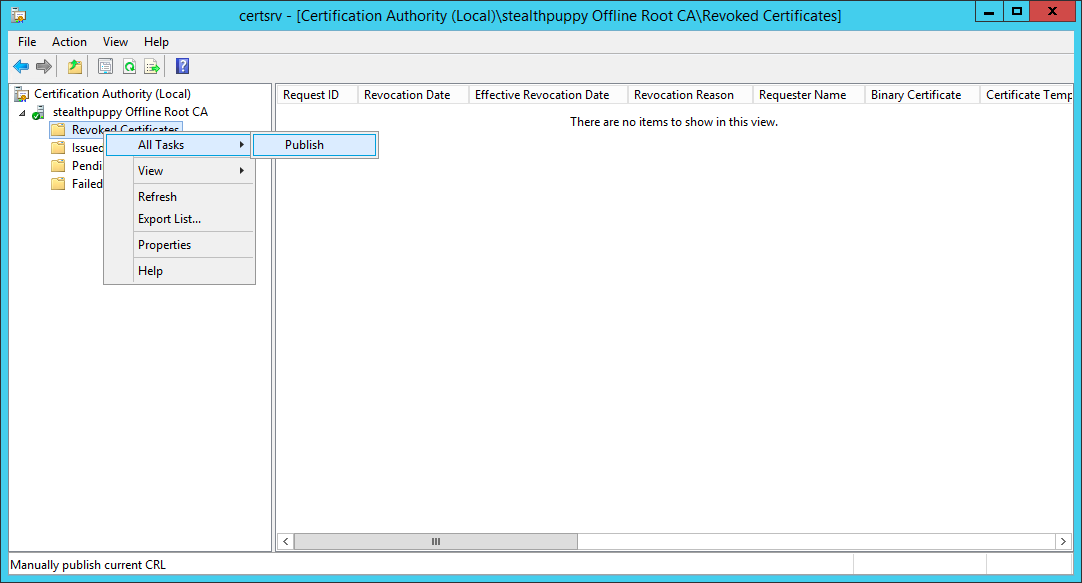 certsrv - [Certification Authority (Local)\stealthpuppy Offline Root CA\Revoked Certificates]
File Action View Help
Certification Authority (Local)
stealthpuppy Offline Root CA
Revoked Certificates
Issued
Pendi
Failed
All Tasks
Publish
View
Refresh
Export List...
Properties
Help
Request ID Revocation Date Effective Revocation Date Revocation Reason Requester Name Binary Certificate Certificate Temp
There are no items to show in this view.
Manually publish current CRL